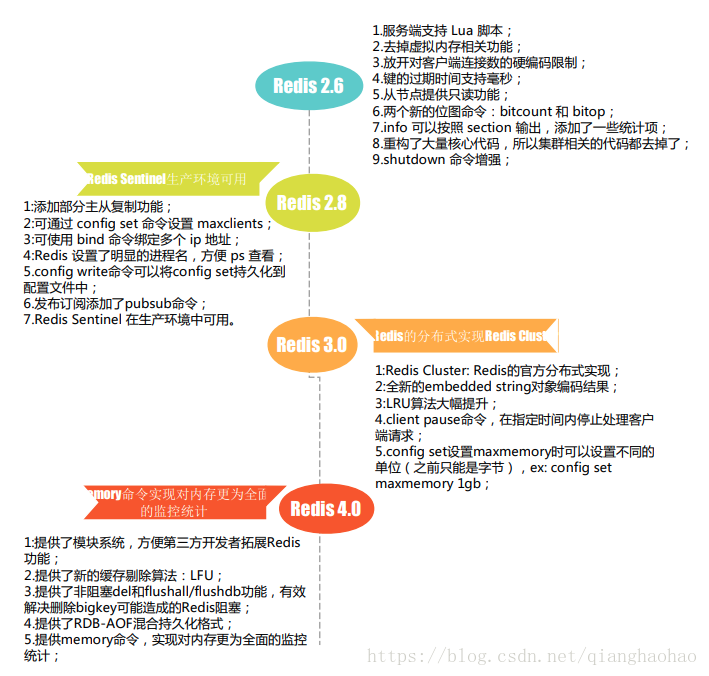 Redis 2.6
1.服务端支持 Lua 脚本；
2.去掉虚拟内存相关功能；
3.放开对客户端连接数的硬编码限制；
4.键的过期时间支持毫秒；
5.从节点提供只读功能；
6.两个新的位图命令：bitcount 和 bitop；
7.info 可以按照 section 输出，添加了一些统计项；
8.重构了大量核心代码，所以集群相关的代码都去掉了；
9.shutdown 命令增强；
Redis Sentinel生产环境可用
Redis 2.8
1:添加部分主从复制功能；
2:可通过 config set 命令设置 maxclients；
3:可使用 bind 命令绑定多个 ip 地址；
4:Redis 设置了明显的进程名，方便 ps 查看；
5.config write命令可以将config set持久化到
配置文件中；
6.发布订阅添加了pubsub命令；
7.Redis Sentinel 在生产环境中可用。
Redis 3.0
ledis的分布式实现Redis Clust
1:Redis Cluster: Redis的官方分布式实现；
2:全新的embedded string对象编码结果；
3:LRU算法大幅提升；
4.client pause命令，在指定时间内停止处理客户
端请求；
5.config set设置maxmemory时可以设置不同的
单位（之前只能是字节），ex: config set
maxmemory 1gb；
emory命令实现对内存更为全面
的监控统计
Redis 4.0
1:提供了模块系统，方便第三方开发者拓展Redis
功能；
2.提供了新的缓存剔除算法：LFU；
3.提供了非阻塞del和flushall/flushdb功能，有效
解决删除bigkey可能造成的Redis阻塞；
4.提供了RDB-AOF混合持久化格式；
5.提供memory命令，实现对内存更为全面的监控
统计；
https://blog.csdn.net/qianghaohao